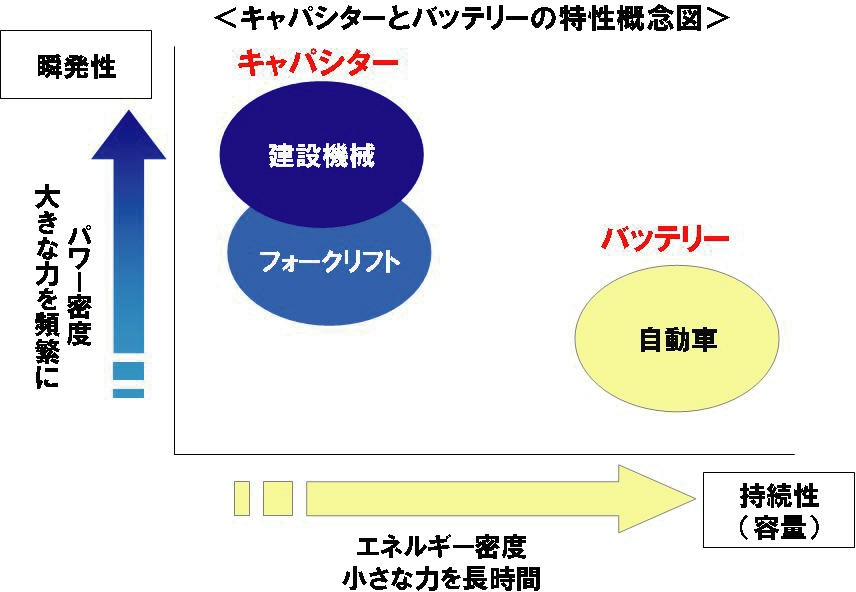 ＜キャパシターとバッテリーの特性概念図＞
瞬発性
キャパシター
建設機械
フォークリフト
バッテリー
自動車
パワー密度
大きな力を頻繁に
持続性
（容量）
エネルギー密度
小さな力を長時間